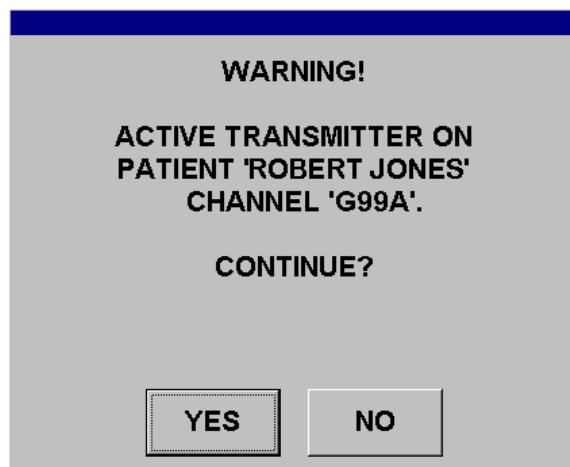 WARNING!
ACTIVE TRANSMITTER ON
PATIENT 'ROBERT JONES'
CHANNEL 'G99A'.
CONTINUE?
YES
NO